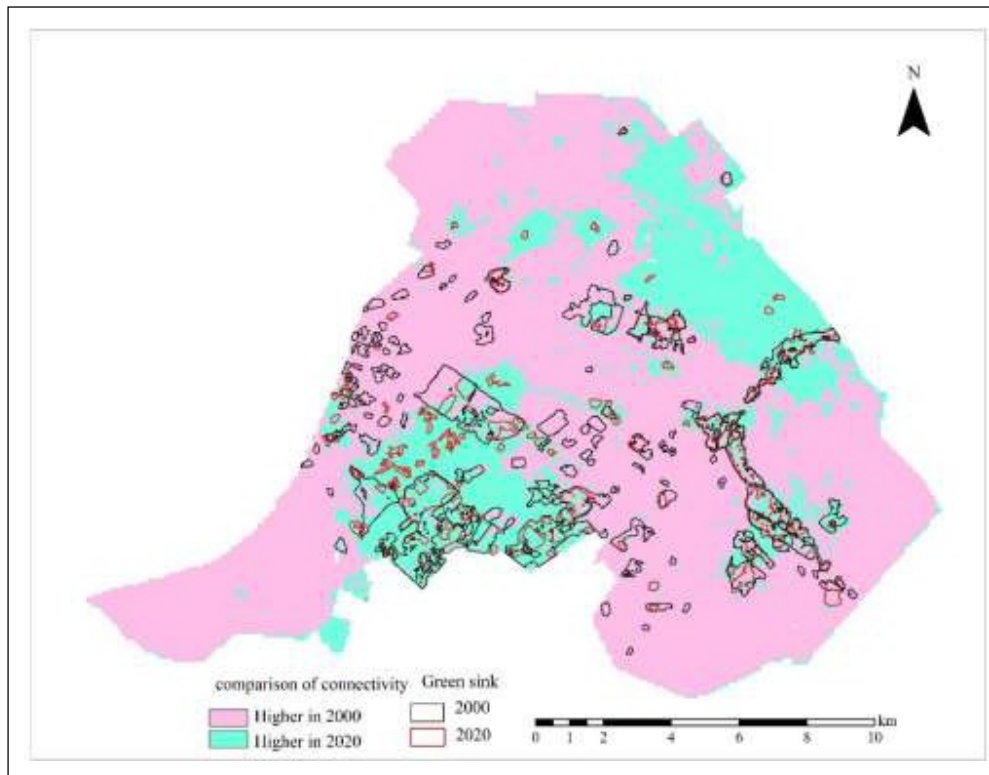 N
comparison of connectivity Green sink
Higher in 2000 2000
Higher in 2020 2020
km
0 1 2 4 6 8 10